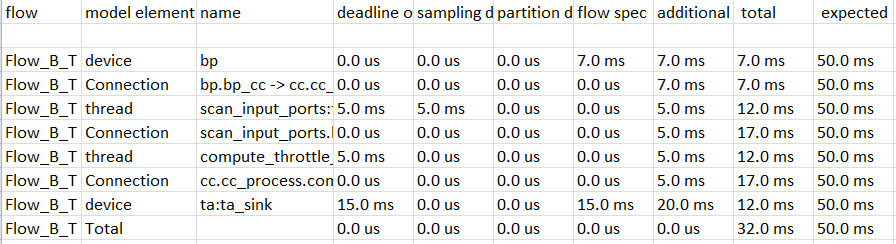 flow model element name deadline o sampling d partition d flow spec additional total expected
Flow_B_T device bp 0.0 us 0.0 us 0.0 us 7.0 ms 7.0 ms 7.0 ms 50.0 ms
Flow_B_T Connection bp.bp_cc -> cc.cc_ 0.0 us 0.0 us 0.0 us 0.0 us 7.0 ms 7.0 ms 50.0 ms
Flow_B_T thread scan_input_ports: 5.0 ms 5.0 ms 0.0 us 0.0 us 5.0 ms 12.0 ms 50.0 ms
Flow_B_T Connection scan_input_ports. 0.0 us 0.0 us 0.0 us 0.0 us 5.0 ms 17.0 ms 50.0 ms
Flow_B_T thread compute_throttle_ 5.0 ms 0.0 us 0.0 us 0.0 us 5.0 ms 12.0 ms 50.0 ms
Flow_B_T Connection cc.cc_process.con 0.0 us 0.0 us 0.0 us 0.0 us 5.0 ms 17.0 ms 50.0 ms
Flow_B_T device ta:ta_sink 15.0 ms 0.0 us 0.0 us 15.0 ms 20.0 ms 12.0 ms 50.0 ms
Flow_B_T Total 0.0 us 0.0 us 0.0 us 0.0 us 0.0 us 32.0 ms 50.0 ms